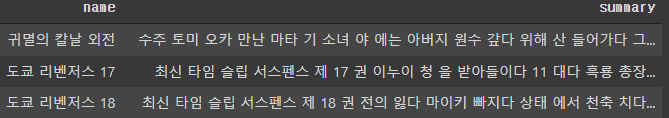 name summary
귀멸의 칼날 외전 수주 토미 오카 만난 마타 기 소녀 야 에는 아버지 원수 갚다 위해 산 들어가다 그...
도쿄 리벤저스 17 최신 타임 슬립 서스펜스 제 17 권 이누이 청 을 받아들이다 11 대다 흑룡 총장...
도쿄 리벤저스 18 최신 타임 슬립 서스펜스 제 18 권 전의 잃다 마이키 빠지다 상태 에서 천축 치다...